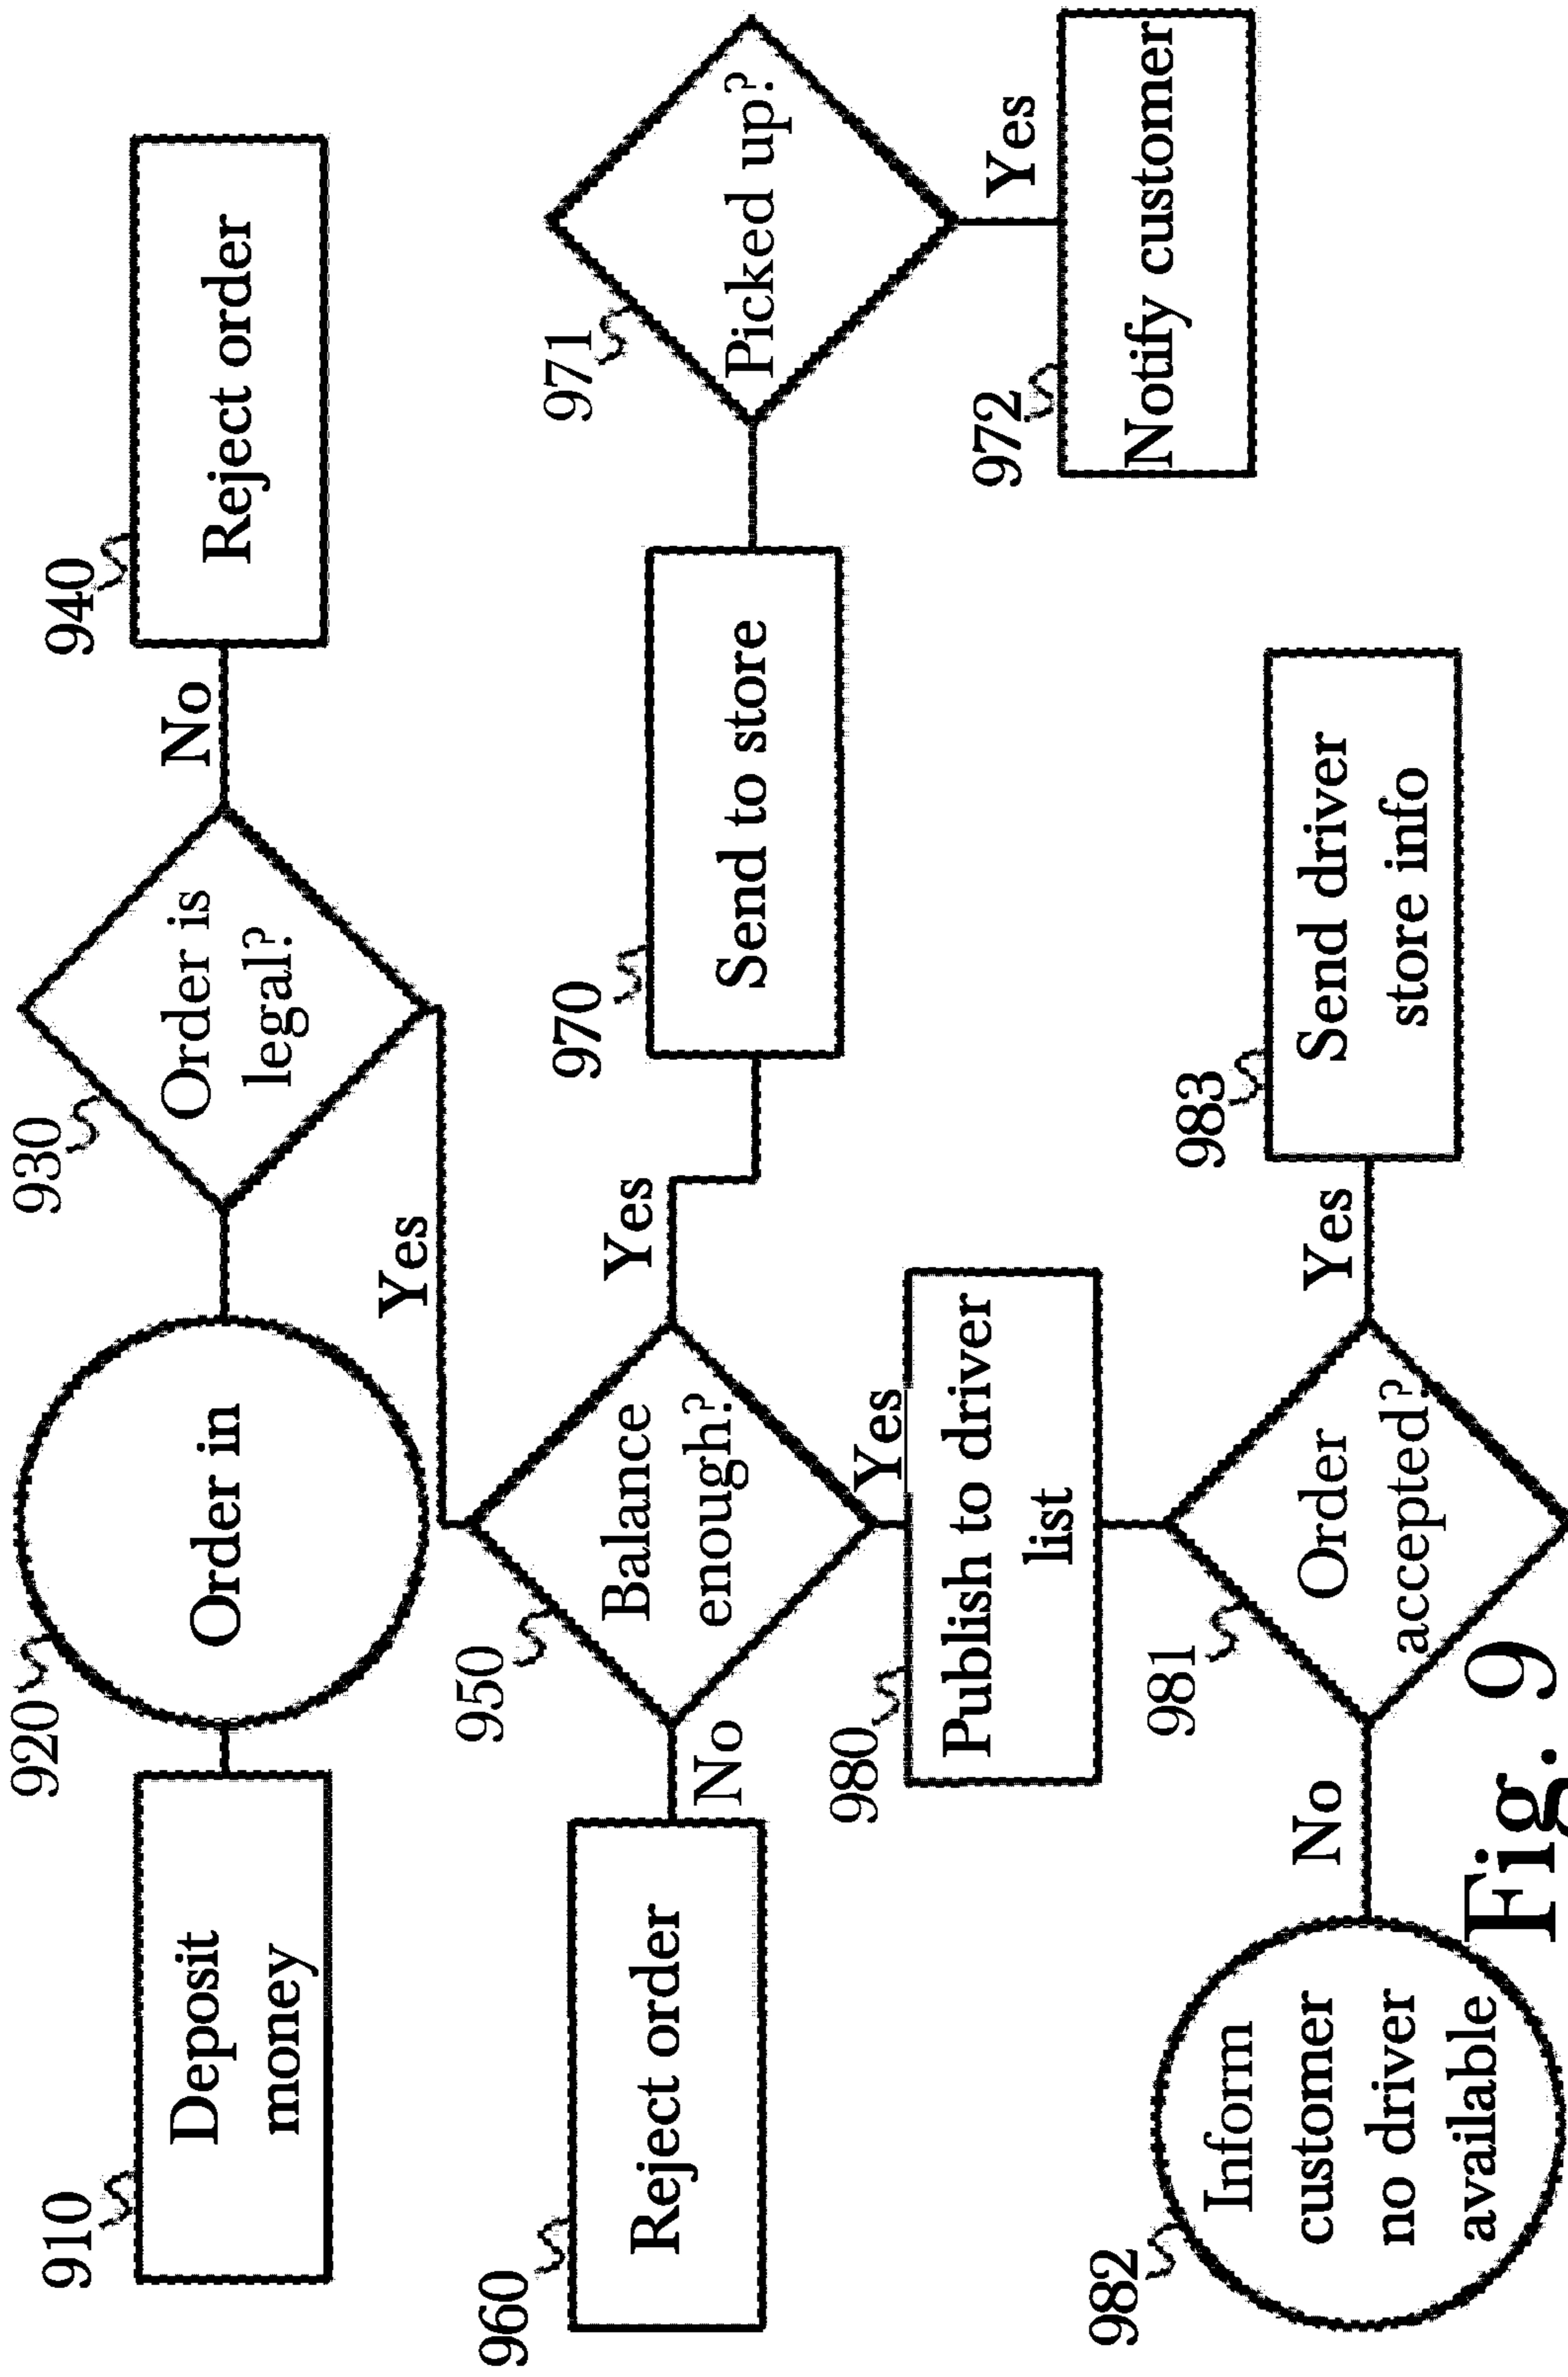 910
Deposit
money
920
Order in
930
Order is
legal?
No
940
Reject order
Yes
950
Balance
enough?
No
960
Reject order
Yes
970
Send to store
971
Picked up?
Yes
972
Notify customer
Yes
980
Publish to driver
list
981
Order
accepted?
No
982
Inform
customer
no driver
available
Yes
983
Send driver
store info
Fig. 9